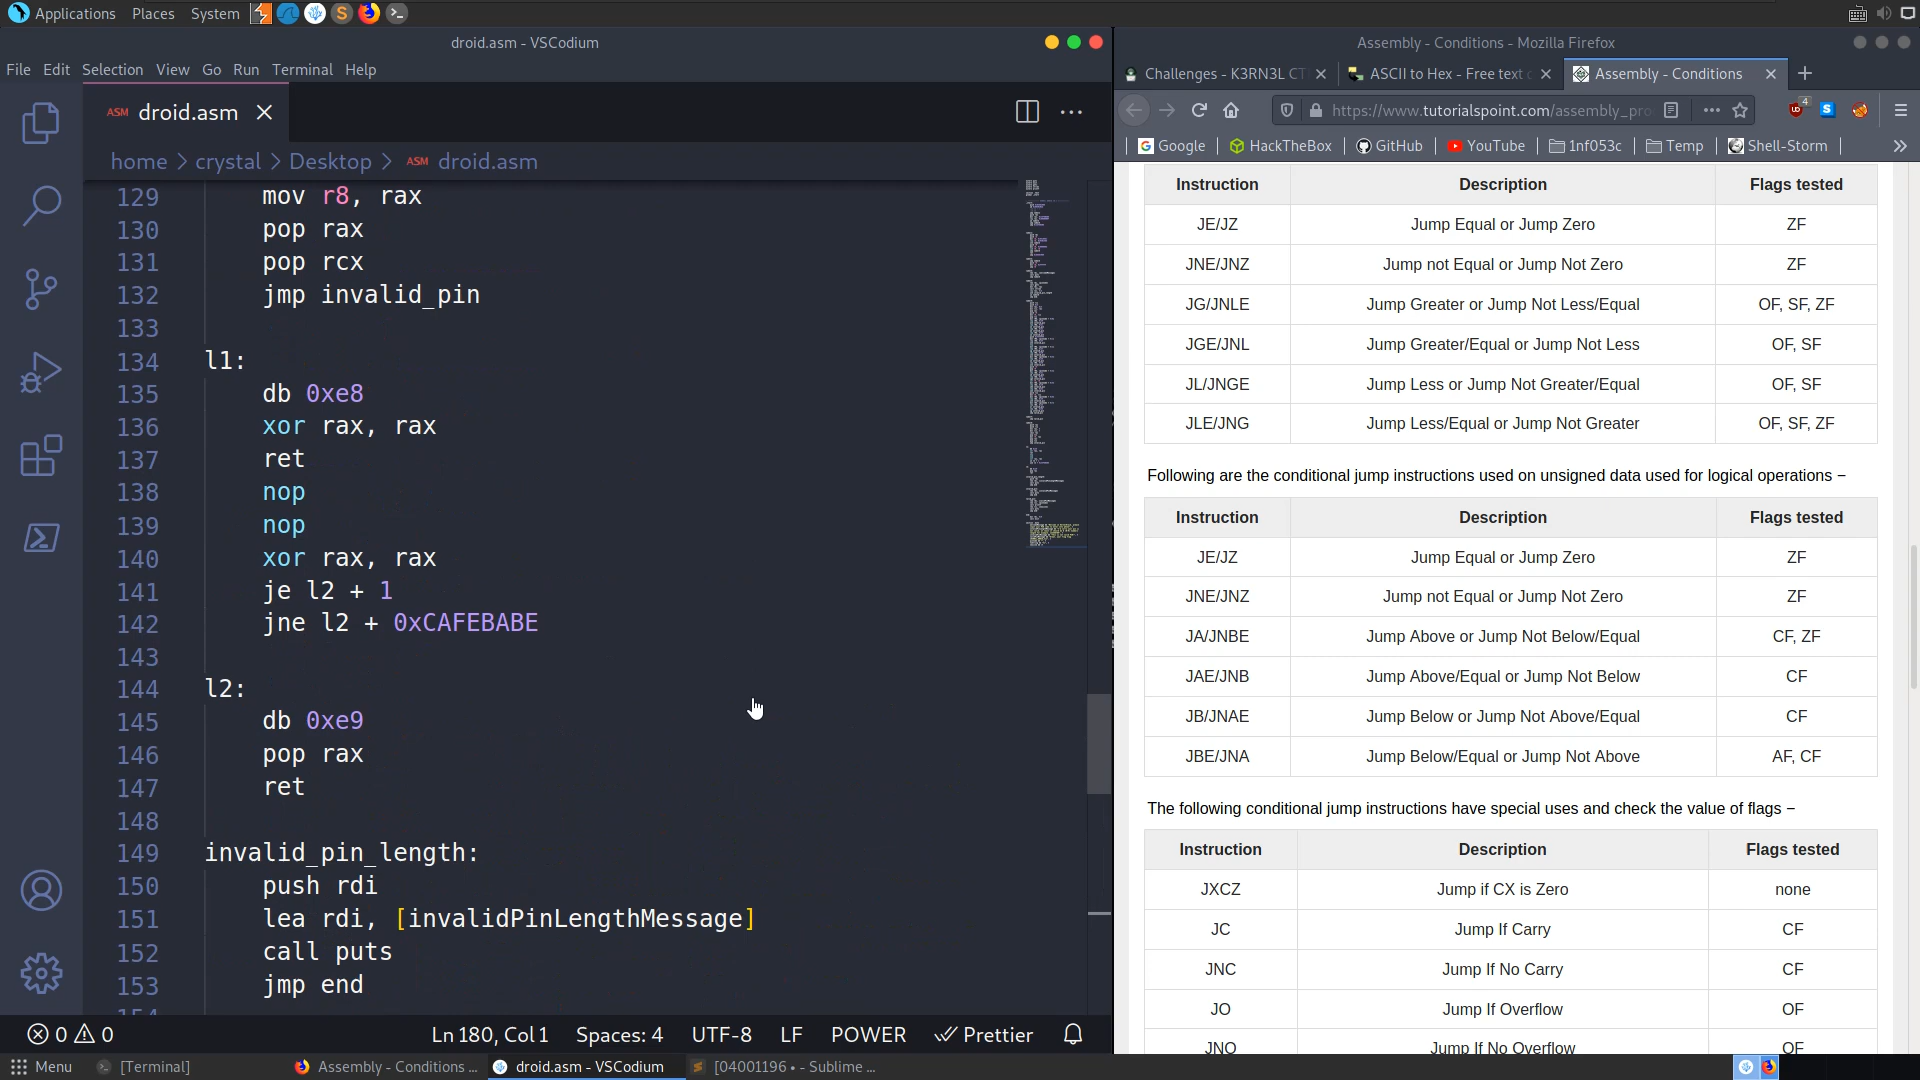 Applications Places System
droid.asm - VSCodium
File Edit Selection View Go Run Terminal Help
ASM droid.asm
home > crystal > Desktop > ASM droid.asm
129 mov r8, rax
130 pop rax
131 pop rcx
132 jmp invalid_pin
133
134 l1:
135 db 0xe8
136 xor rax, rax
137 ret
138 nop
139 nop
140 xor rax, rax
141 je l2 + 1
142 jne l2 + 0xCAFEBABE
143
144 l2:
145 db 0xe9
146 pop rax
147 ret
148
149 invalid_pin_length:
150 push rdi
151 lea rdi, [invalidPinLengthMessage]
152 call puts
153 jmp end
0 0 Ln 180, Col 1 Spaces: 4 UTF-8 LF POWER Prettier
Assembly - Conditions - Mozilla Firefox
Challenges - K3RN3L CT ASCII to Hex - Free text c Assembly - Conditions
https://www.tutorialspoint.com/assembly_pro
4
Google HackTheBox GitHub YouTube 1nf053c Temp Shell-Storm
Instruction Description Flags tested
JE/JZ Jump Equal or Jump Zero ZF
JNE/JNZ Jump not Equal or Jump Not Zero ZF
JG/JNLE Jump Greater or Jump Not Less/Equal OF, SF, ZF
JGE/JNL Jump Greater/Equal or Jump Not Less OF, SF
JL/JNGE Jump Less or Jump Not Greater/Equal OF, SF
JLE/JNG Jump Less/Equal or Jump Not Greater OF, SF, ZF
Following are the conditional jump instructions used on unsigned data used for logical operations −
Instruction Description Flags tested
JE/JZ Jump Equal or Jump Zero ZF
JNE/JNZ Jump not Equal or Jump Not Zero ZF
JA/JNBE Jump Above or Jump Not Below/Equal CF, ZF
JAE/JNB Jump Above/Equal or Jump Not Below CF
JB/JNAE Jump Below or Jump Not Above/Equal CF
JBE/JNA Jump Below/Equal or Jump Not Above AF, CF
The following conditional jump instructions have special uses and check the value of flags −
Instruction Description Flags tested
JXCZ Jump if CX is Zero none
JC Jump If Carry CF
JNC Jump If No Carry CF
JO Jump If Overflow OF
JNO Jump If No Overflow OF
Menu [Terminal] Assembly - Conditions ... droid.asm - VSCodium [04001196 • - Sublime ...